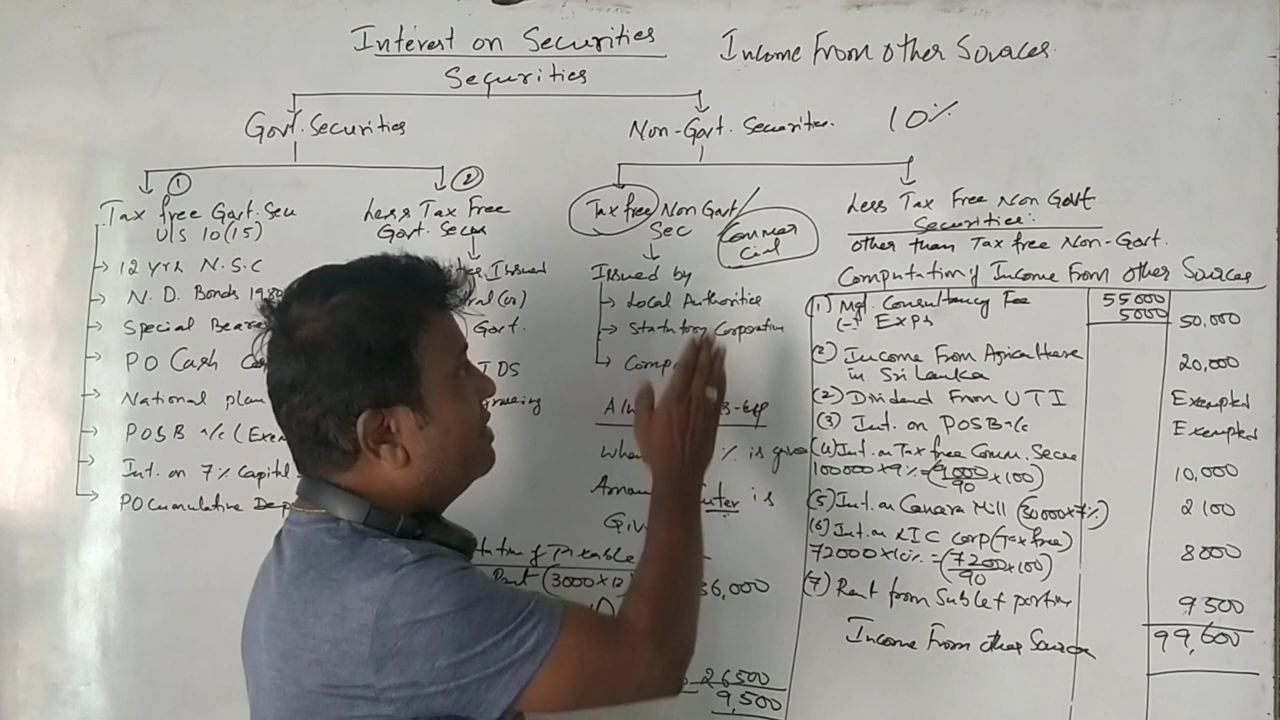 Interest on Securities
Income From other Sources
Securities
Govt. Securities
Non-Govt. Securities.
10%
①
②
Tax free Govt. Sec
U/S 10(15)
→ 12 yrs N.S.C
→ N. D. Bonds
→ Special
→ PO Cash
→ National plan
→ POSB a/c
→ Int. on 7% Capital
→ PO Cumulative
Less Tax Free
Govt.
Issued
Govt.
TDS
Tax free Non Govt/
Sec
Commercial
Issued by
→ Local Authorities
→ Statutory Corporation
→
% is given
is
Rent (3000×12)
36,000
26500
9,500
Less Tax Free Non Govt
Securities:
other than Tax free Non-Govt.
Computation of Income From other Sources
(1) Mgt. Consultancy Fee 55000
(-) Exps 5000 50,000
(2) Income From Agriculture
in Sri Lanka 20,000
(2) Dividend From UTI Exempted
(3) Int. on POSB a/c Exempted
(4) Int. on Tax free Comm. Secu
100000×9% = (9000/90 ×100) 10,000
(5) Int. on Canara Mill (30000×7%) 2100
(6) Int. on KIC Corp (Tax free)
72000×10% = (7200/90 ×100) 8000
(7) Rent from Sublet portion 9500
Income From other Sources 99,600